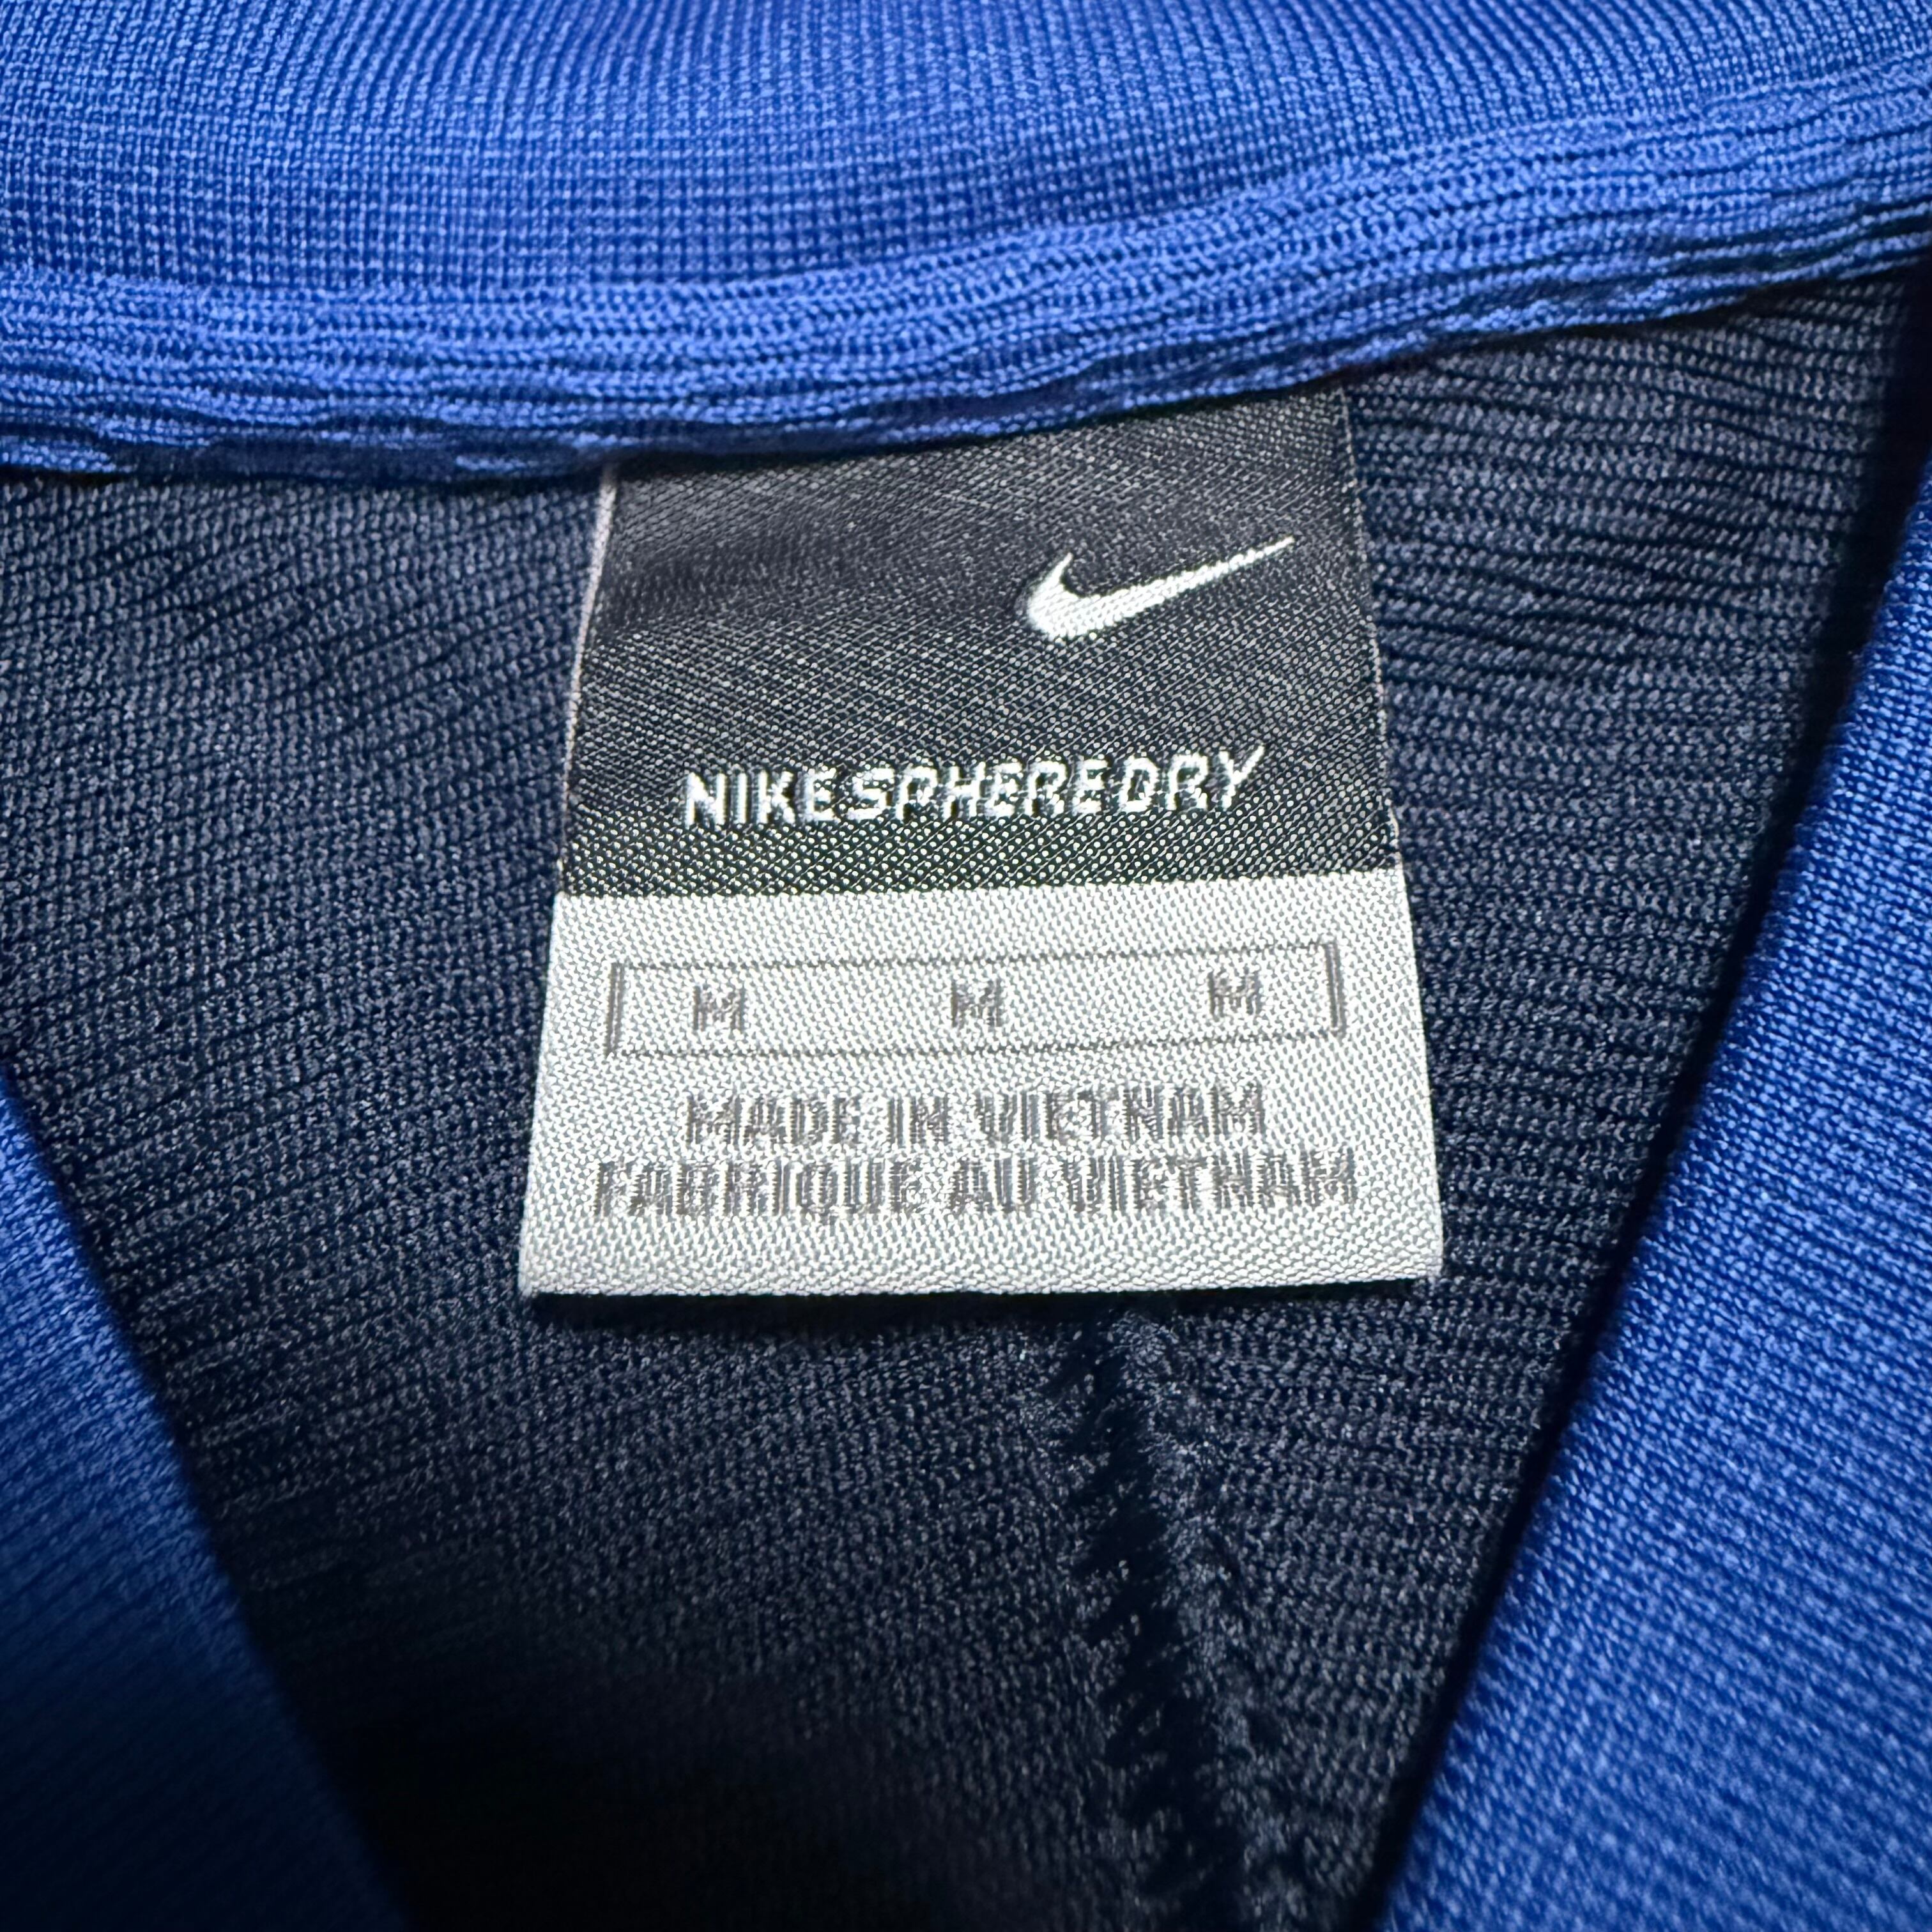 NIKE SPHERE DRY
M M M
MADE IN VIETNAM
FABRIQUE AU VIETNAM